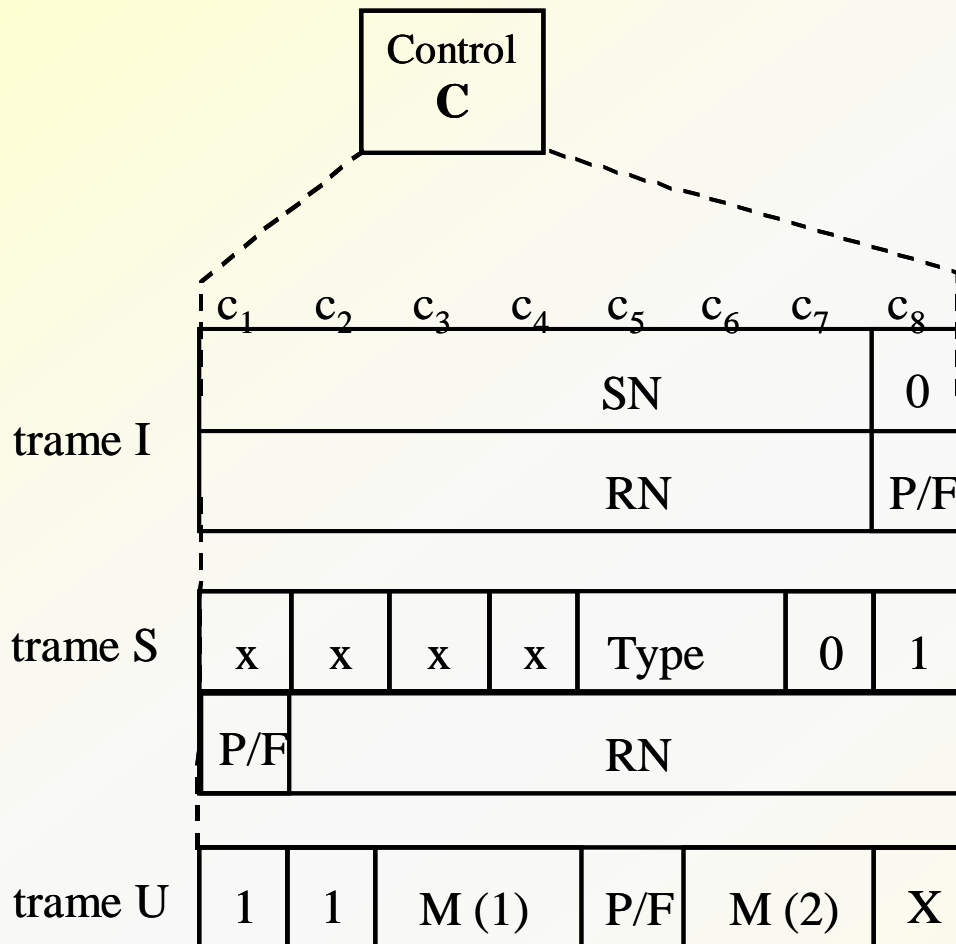 Control
C
c1 c2 c3 c4 c5 c6 c7 c8
SN 0
trame I
RN P/F
trame S x x x x Type 0 1
P/F RN
trame U 1 1 M (1) P/F M (2) X